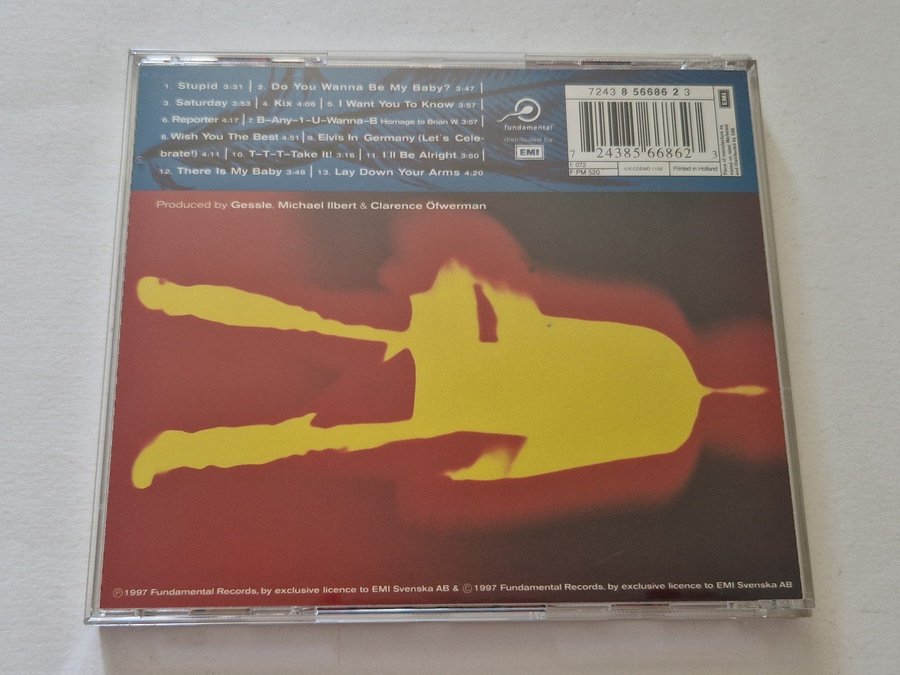 1. Stupid 3:31 | 2. Do You Wanna Be My Baby? 3:47 |
3. Saturday 3:53 | 4. Kix 4:06 | 5. I Want You To Know 3:57 |
6. Reporter 4:17 | 7. B-Any-1-U-Wanna-B Homage to Brian W. 3:57 |
8. Wish You The Best 4:51 | 9. Elvis In Germany (Let's Cele-
brate!) 4:11 | 10. T-T-T-Take It! 3:16 | 11. I'll Be Alright 3:50 |
12. There Is My Baby 3:46 | 13. Lay Down Your Arms 4:20
fundamental
distributed by:
EMI
7243 8 56686 2 3
7 24385 66862 3
F: PM 520
Printed in Holland
EMI
Produced by Gessle, Michael Ilbert & Clarence Öfwerman
Ⓟ 1997 Fundamental Records, by exclusive licence to EMI Svenska AB & © 1997 Fundamental Records, by exclusive licence to EMI Svenska AB